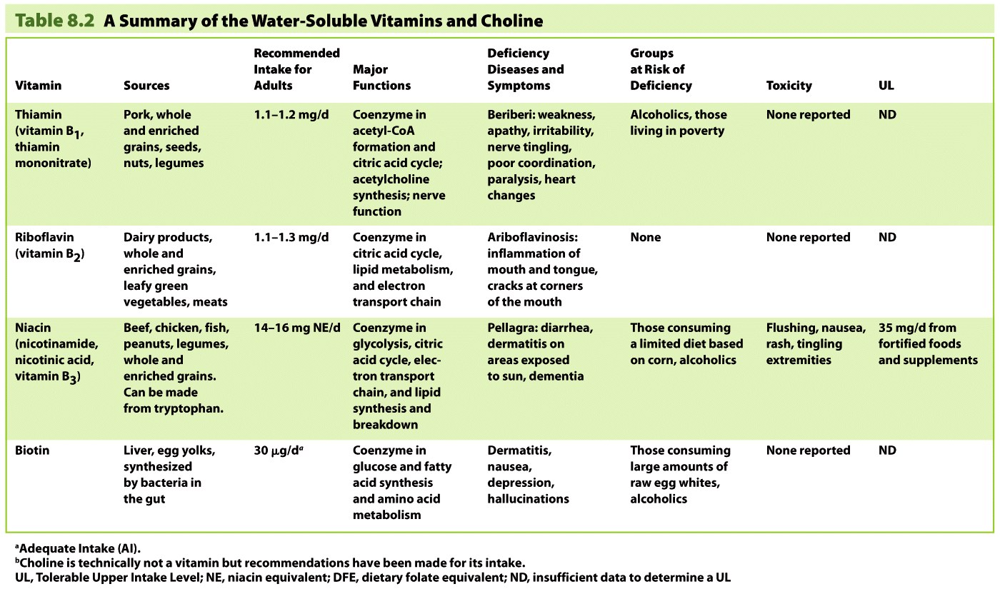 Table 8.2 A Summary of the Water-Soluble Vitamins and Choline
Vitamin
Sources
Recommended
Intake for
Adults
Major
Functions
Deficiency
Diseases and
Symptoms
Groups
at Risk of
Deficiency
Toxicity
UL
Thiamin
(vitamin B1,
thiamin
mononitrate)
Pork, whole
and enriched
grains, seeds,
nuts, legumes
1.1–1.2 mg/d
Coenzyme in
acetyl-CoA
formation and
citric acid cycle;
acetylcholine
synthesis; nerve
function
Beriberi: weakness,
apathy, irritability,
nerve tingling,
poor coordination,
paralysis, heart
changes
Alcoholics, those
living in poverty
None reported
ND
Riboflavin
(vitamin B2)
Dairy products,
whole and
enriched grains,
leafy green
vegetables, meats
1.1–1.3 mg/d
Coenzyme in
citric acid cycle,
lipid metabolism,
and electron
transport chain
Ariboflavinosis:
inflammation of
mouth and tongue,
cracks at corners
of the mouth
None
None reported
ND
Niacin
(nicotinamide,
nicotinic acid,
vitamin B3)
Beef, chicken, fish,
peanuts, legumes,
whole and
enriched grains.
Can be made
from tryptophan.
14–16 mg NE/d
Coenzyme in
glycolysis, citric
acid cycle, elec-
tron transport
chain, and lipid
synthesis and
breakdown
Pellagra: diarrhea,
dermatitis on
areas exposed
to sun, dementia
Those consuming
a limited diet based
on corn, alcoholics
Flushing, nausea,
rash, tingling
extremities
35 mg/d from
fortified foods
and supplements
Biotin
Liver, egg yolks,
synthesized
by bacteria in
the gut
30 μg/da
Coenzyme in
glucose and fatty
acid synthesis
and amino acid
metabolism
Dermatitis,
nausea,
depression,
hallucinations
Those consuming
large amounts of
raw egg whites,
alcoholics
None reported
ND
aAdequate Intake (AI).
bCholine is technically not a vitamin but recommendations have been made for its intake.
UL, Tolerable Upper Intake Level; NE, niacin equivalent; DFE, dietary folate equivalent; ND, insufficient data to determine a UL